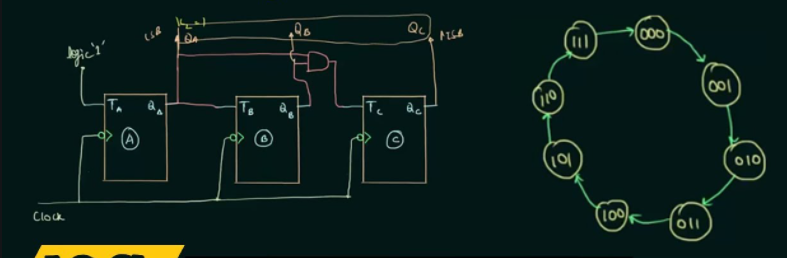 LSB QA QB QC MSB
logic '1'
TA QA TB QB TC QC
A B C
Clock
000
001
010
011
100
101
110
111